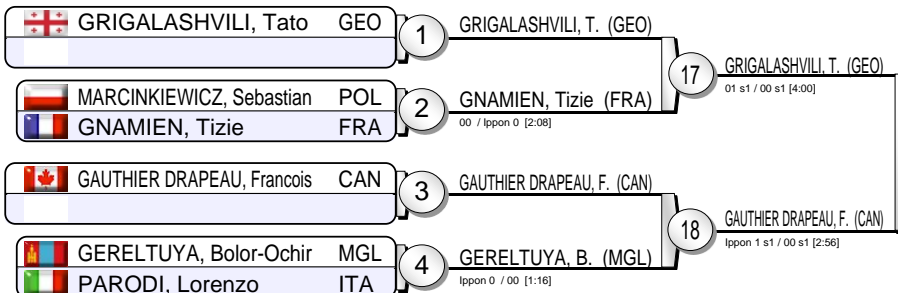 GRIGALASHVILI, Tato GEO
1
GRIGALASHVILI, T. (GEO)
MARCINKIEWICZ, Sebastian POL
GNAMIEN, Tizie FRA
2
GNAMIEN, Tizie (FRA)
00 / Ippon 0 [2:08]
17
GRIGALASHVILI, T. (GEO)
01 s1 / 00 s1 [4:00]
GAUTHIER DRAPEAU, Francois CAN
3
GAUTHIER DRAPEAU, F. (CAN)
GERELTUYA, Bolor-Ochir MGL
PARODI, Lorenzo ITA
4
GERELTUYA, B. (MGL)
Ippon 0 / 00 [1:16]
18
GAUTHIER DRAPEAU, F. (CAN)
Ippon 1 s1 / 00 s1 [2:56]